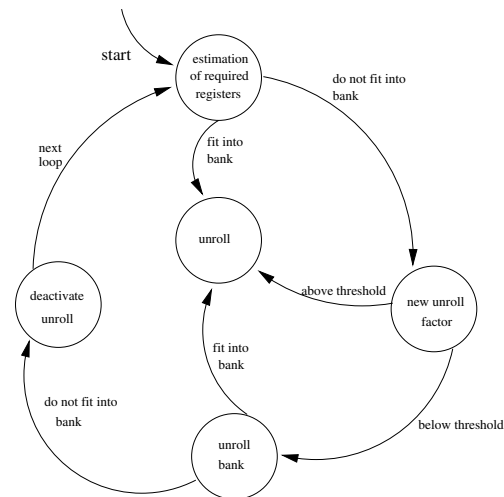 start
estimation
of required
registers
do not fit into
bank
fit into
bank
next
loop
unroll
above threshold
new unroll
factor
deactivate
unroll
fit into
bank
do not fit into
bank
below threshold
unroll
bank